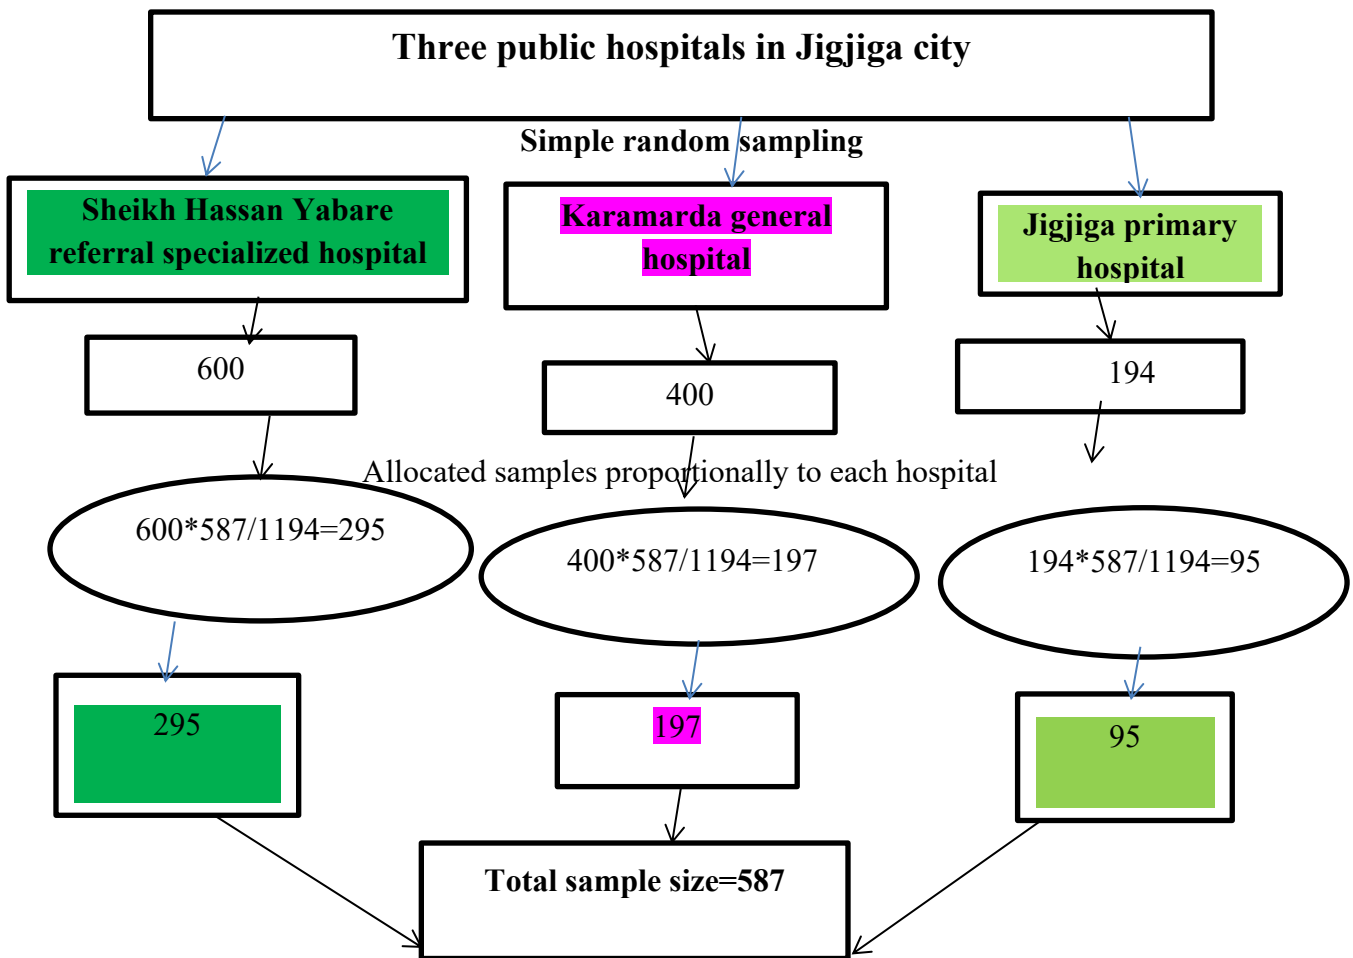 Three public hospitals in Jigjiga city
Simple random sampling
Sheikh Hassan Yabare
referral specialized hospital
Karamarda general
hospital
Jigjiga primary
hospital
600
400
194
Allocated samples proportionally to each hospital
600*587/1194=295
400*587/1194=197
194*587/1194=95
295
197
95
Total sample size=587